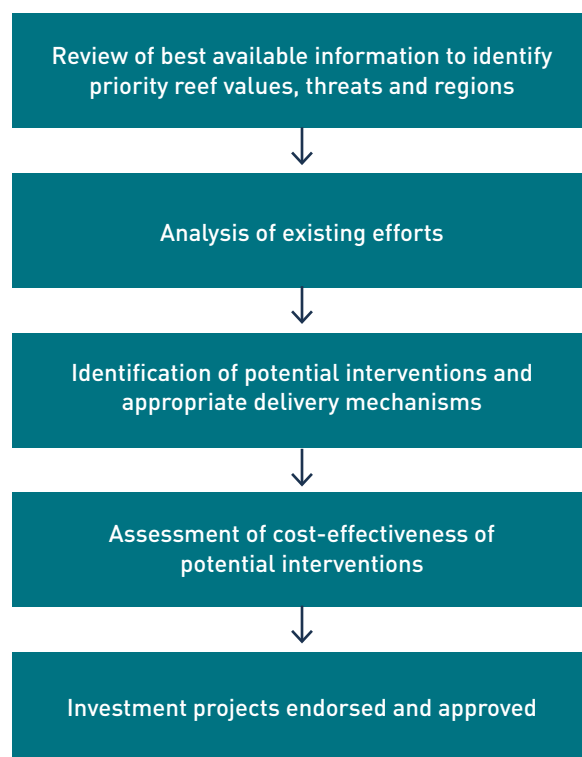 Review of best available information to identify
priority reef values, threats and regions
Analysis of existing efforts
Identification of potential interventions and
appropriate delivery mechanisms
Assessment of cost-effectiveness of
potential interventions
Investment projects endorsed and approved